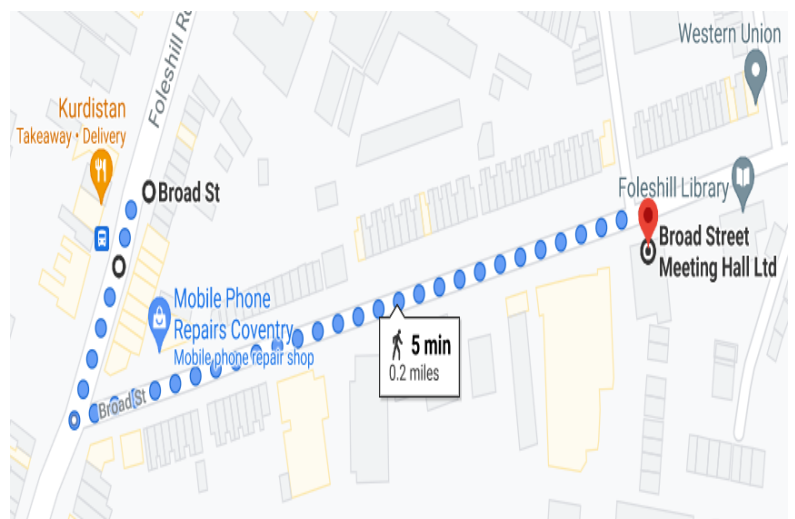 Western Union
Foleshill Ro
Kurdistan
Takeaway • Delivery
Broad St
Foleshill Library
Broad Street
Meeting Hall Ltd
Mobile Phone
Repairs Coventry
Mobile phone repair shop
5 min
0.2 miles
Broad St